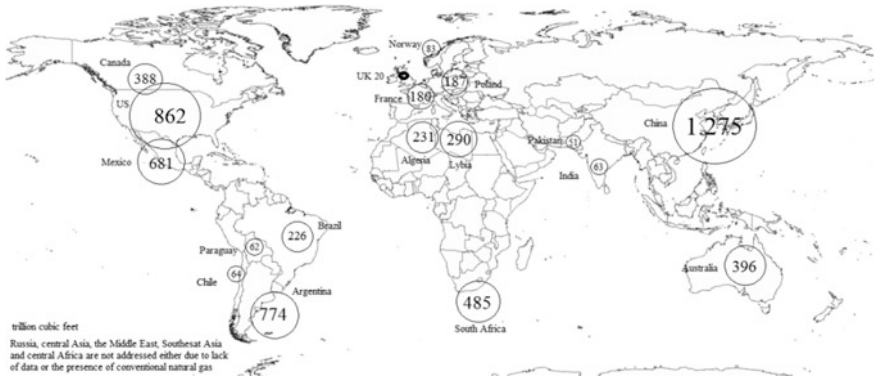 Norway 83
Canada
388
UK 20
187
Poland
France 180
US
862
China 1,275
231
290
Pakistan 51
Mexico 681
Algeria
Lybia
India
63
Brazil
226
Paraguay 62
Chile 64
Australia 396
Argentina
774
485
South Africa
trillion cubic feet
Russia, central Asia, the Middle East, Southesat Asia
and central Africa are not addressed either due to lack
of data or the presence of conventional natural gas